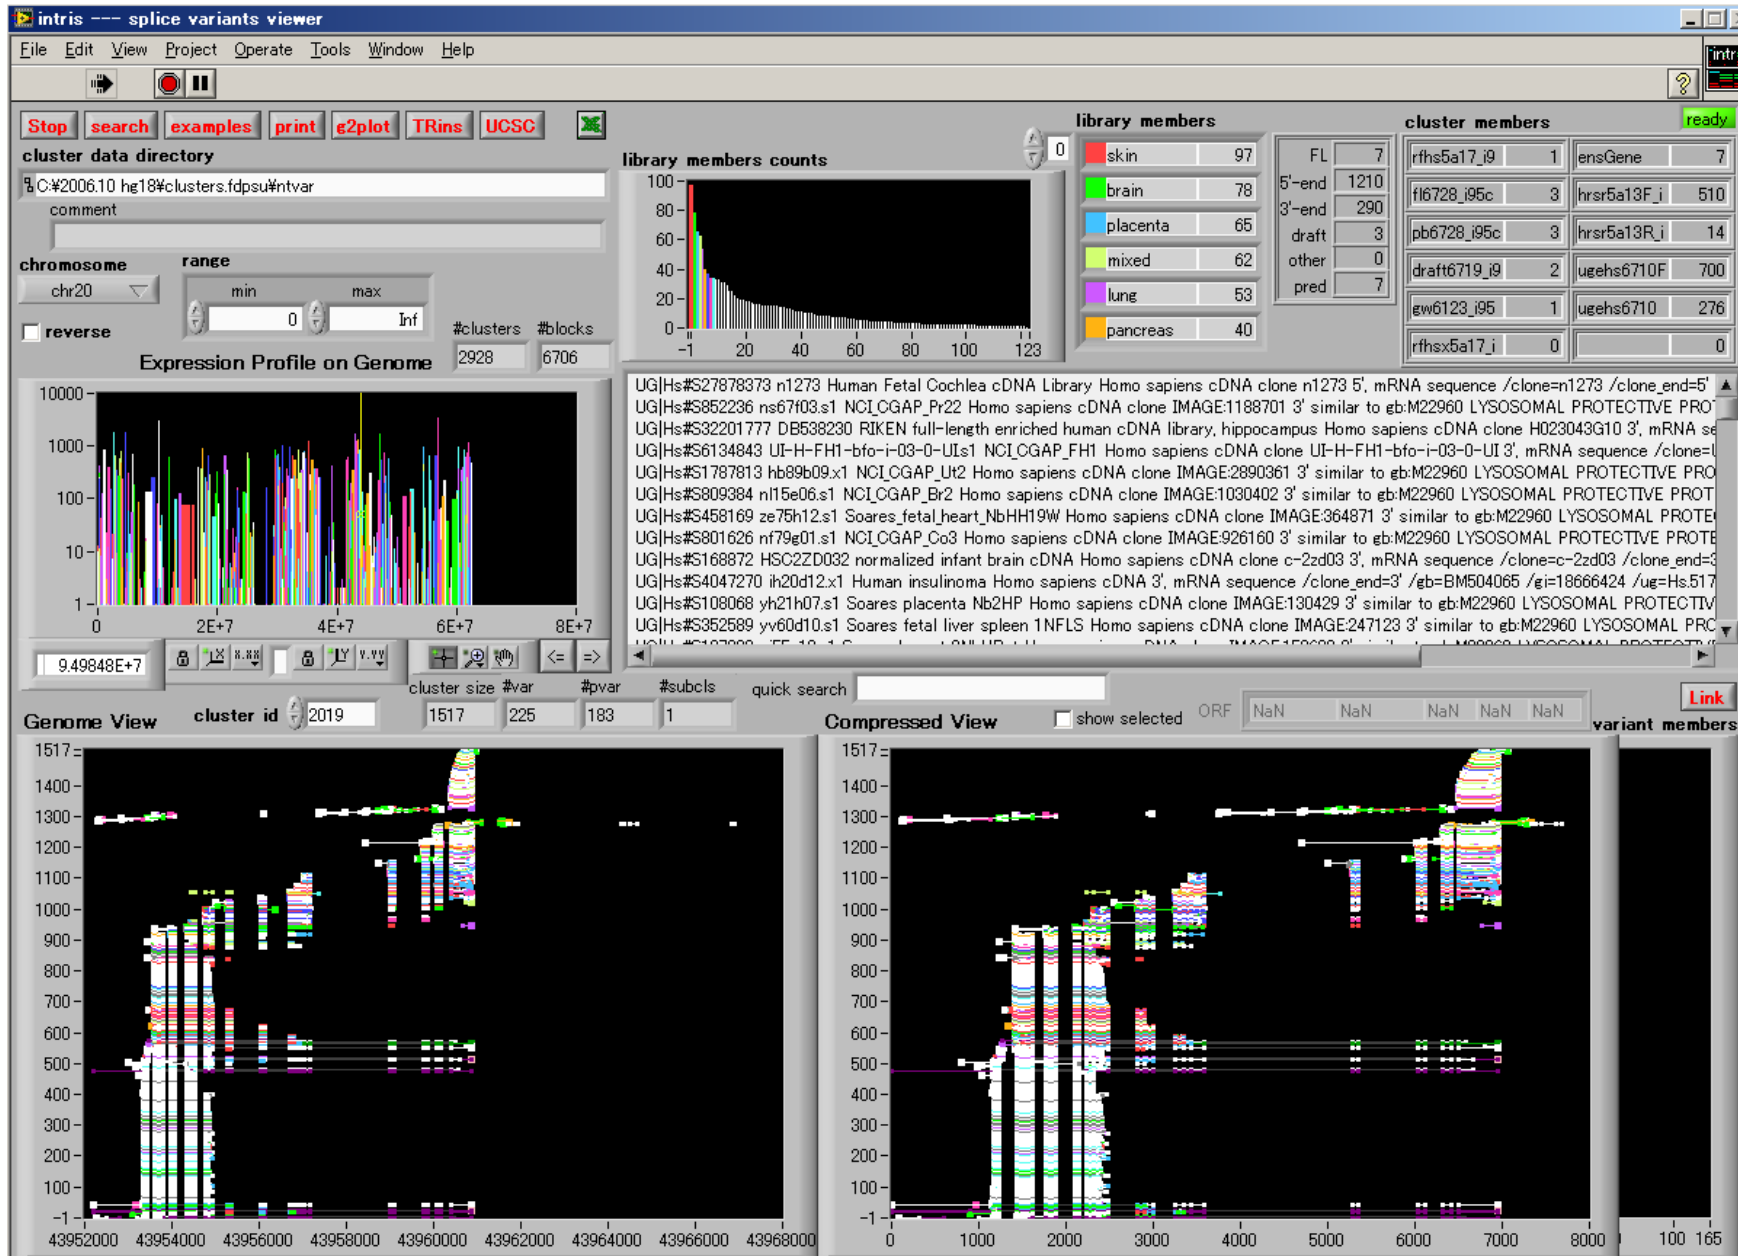 intris --- splice variants viewer
File Edit View Project Operate Tools Window Help
intr
Stop search examples print g2plot TRins UCSC
cluster data directory
C:¥2006.10 hg18¥clusters.fdpsu¥ntvar
comment
chromosome
chr20
range
min max
0 Inf
reverse
#clusters #blocks
2928 6706
Expression Profile on Genome
10000
1000
100
10
1
0 2E+7 4E+7 6E+7 8E+7
9.49848E+7
library members counts
0
100
80
60
40
20
0
-1 20 40 60 80 100 123
library members
skin 97
brain 78
placenta 65
mixed 62
lung 53
pancreas 40
FL 7
5'-end 1210
3'-end 290
draft 3
other 0
pred 7
cluster members
ready
rfhs5a17_i9 1 ensGene 7
fl6728_i95c 3 hrsr5a13F_i 510
pb6728_i95c 3 hrsr5a13R_i 14
draft6719_i9 2 ugehs6710F 700
gw6123_i95 1 ugehs6710 276
rfhsx5a17_i 0 0
UG|Hs#S27878373 n1273 Human Fetal Cochlea cDNA Library Homo sapiens cDNA clone n1273 5', mRNA sequence /clone=n1273 /clone_end=5'
UG|Hs#S852236 ns67f03.s1 NCI_CGAP_Pr22 Homo sapiens cDNA clone IMAGE:1188701 3' similar to gb:M22960 LYSOSOMAL PROTECTIVE PRO
UG|Hs#S32201777 DB538230 RIKEN full-length enriched human cDNA library, hippocampus Homo sapiens cDNA clone H023043G10 3', mRNA se
UG|Hs#S6134843 UI-H-FH1-bfo-i-03-0-UI.s1 NCI_CGAP_FH1 Homo sapiens cDNA clone UI-H-FH1-bfo-i-03-0-UI 3', mRNA sequence /clone=U
UG|Hs#S1787813 hb89b09.x1 NCI_CGAP_Ut2 Homo sapiens cDNA clone IMAGE:2890361 3' similar to gb:M22960 LYSOSOMAL PROTECTIVE PRO
UG|Hs#S809384 nl15e06.s1 NCI_CGAP_Br2 Homo sapiens cDNA clone IMAGE:1030402 3' similar to gb:M22960 LYSOSOMAL PROTECTIVE PROT
UG|Hs#S458169 ze75h12.s1 Soares_fetal_heart_NbHH19W Homo sapiens cDNA clone IMAGE:364871 3' similar to gb:M22960 LYSOSOMAL PROTE
UG|Hs#S801626 nf79g01.s1 NCI_CGAP_Co3 Homo sapiens cDNA clone IMAGE:926160 3' similar to gb:M22960 LYSOSOMAL PROTECTIVE PROTE
UG|Hs#S168872 HSC2ZD032 normalized infant brain cDNA Homo sapiens cDNA clone c-2zd03 3', mRNA sequence /clone=c-2zd03 /clone_end=3
UG|Hs#S4047270 ih20d12.x1 Human insulinoma Homo sapiens cDNA 3', mRNA sequence /clone_end=3' /gb=BM504065 /gi=18666424 /ug=Hs.517
UG|Hs#S108068 yh21h07.s1 Soares placenta Nb2HP Homo sapiens cDNA clone IMAGE:130429 3' similar to gb:M22960 LYSOSOMAL PROTECTIV
UG|Hs#S352589 yv60d10.s1 Soares fetal liver spleen 1NFLS Homo sapiens cDNA clone IMAGE:247123 3' similar to gb:M22960 LYSOSOMAL PRO
cluster size #var #pvar #subcls
1517 225 183 1
quick search
show selected
ORF NaN NaN NaN NaN NaN
Link
Genome View
cluster id 2019
1517
1400
1300
1200
1100
1000
900
800
700
600
500
400
300
200
100
-1
43952000 43954000 43956000 43958000 43960000 43962000 43964000 43966000 43968000
Compressed View
1517
1400
1300
1200
1100
1000
900
800
700
600
500
400
300
200
100
-1
0 1000 2000 3000 4000 5000 6000 7000 8000
variant members
100 165